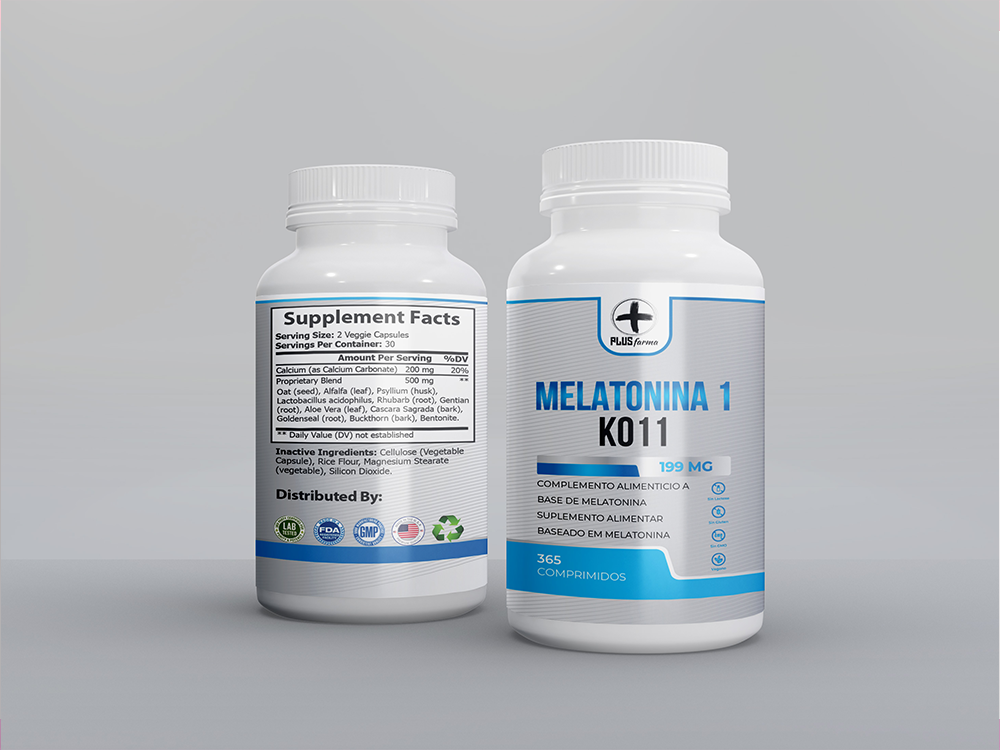 Supplement Facts
Serving Size: 2 Veggie Capsules
Servings Per Container: 30
Amount Per Serving %DV
Calcium (as Calcium Carbonate) 200 mg 20%
Proprietary Blend 500 mg **
Oat (seed), Alfalfa (leaf), Psyllium (husk),
Lactobacillus acidophilus, Rhubarb (root), Gentian
(root), Aloe Vera (leaf), Cascara Sagrada (bark),
Goldenseal (root), Buckthorn (bark), Bentonite.
** Daily Value (DV) not established
Inactive Ingredients: Cellulose (Vegetable
Capsule), Rice Flour, Magnesium Stearate
(vegetable), Silicon Dioxide.
Distributed By:
LAB
TESTED
FDA
GMP
PLUS farma
MELATONINA 1
KO11
199 MG
COMPLEMENTO ALIMENTICIO A
BASE DE MELATONINA
SUPLEMENTO ALIMENTAR
BASEADO EM MELATONINA
365
COMPRIMIDOS